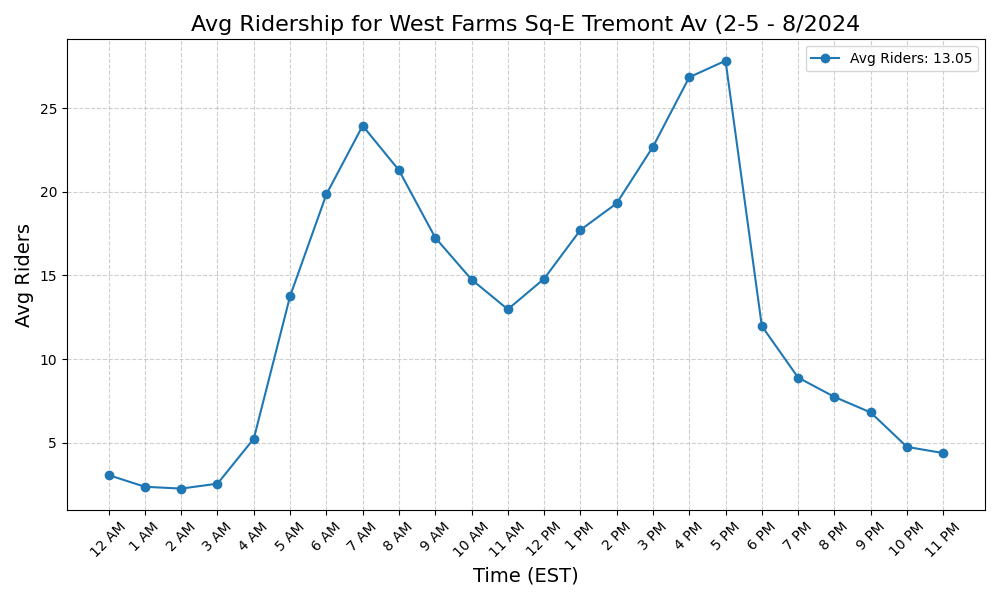 Avg Ridership for West Farms Sq-E Tremont Av (2-5 - 8/2024
Avg Riders: 13.05
Avg Riders
25
20
15
10
5
12 AM
1 AM
2 AM
3 AM
4 AM
5 AM
6 AM
7 AM
8 AM
9 AM
10 AM
11 AM
12 PM
1 PM
2 PM
3 PM
4 PM
5 PM
6 PM
7 PM
8 PM
9 PM
10 PM
11 PM
Time (EST)